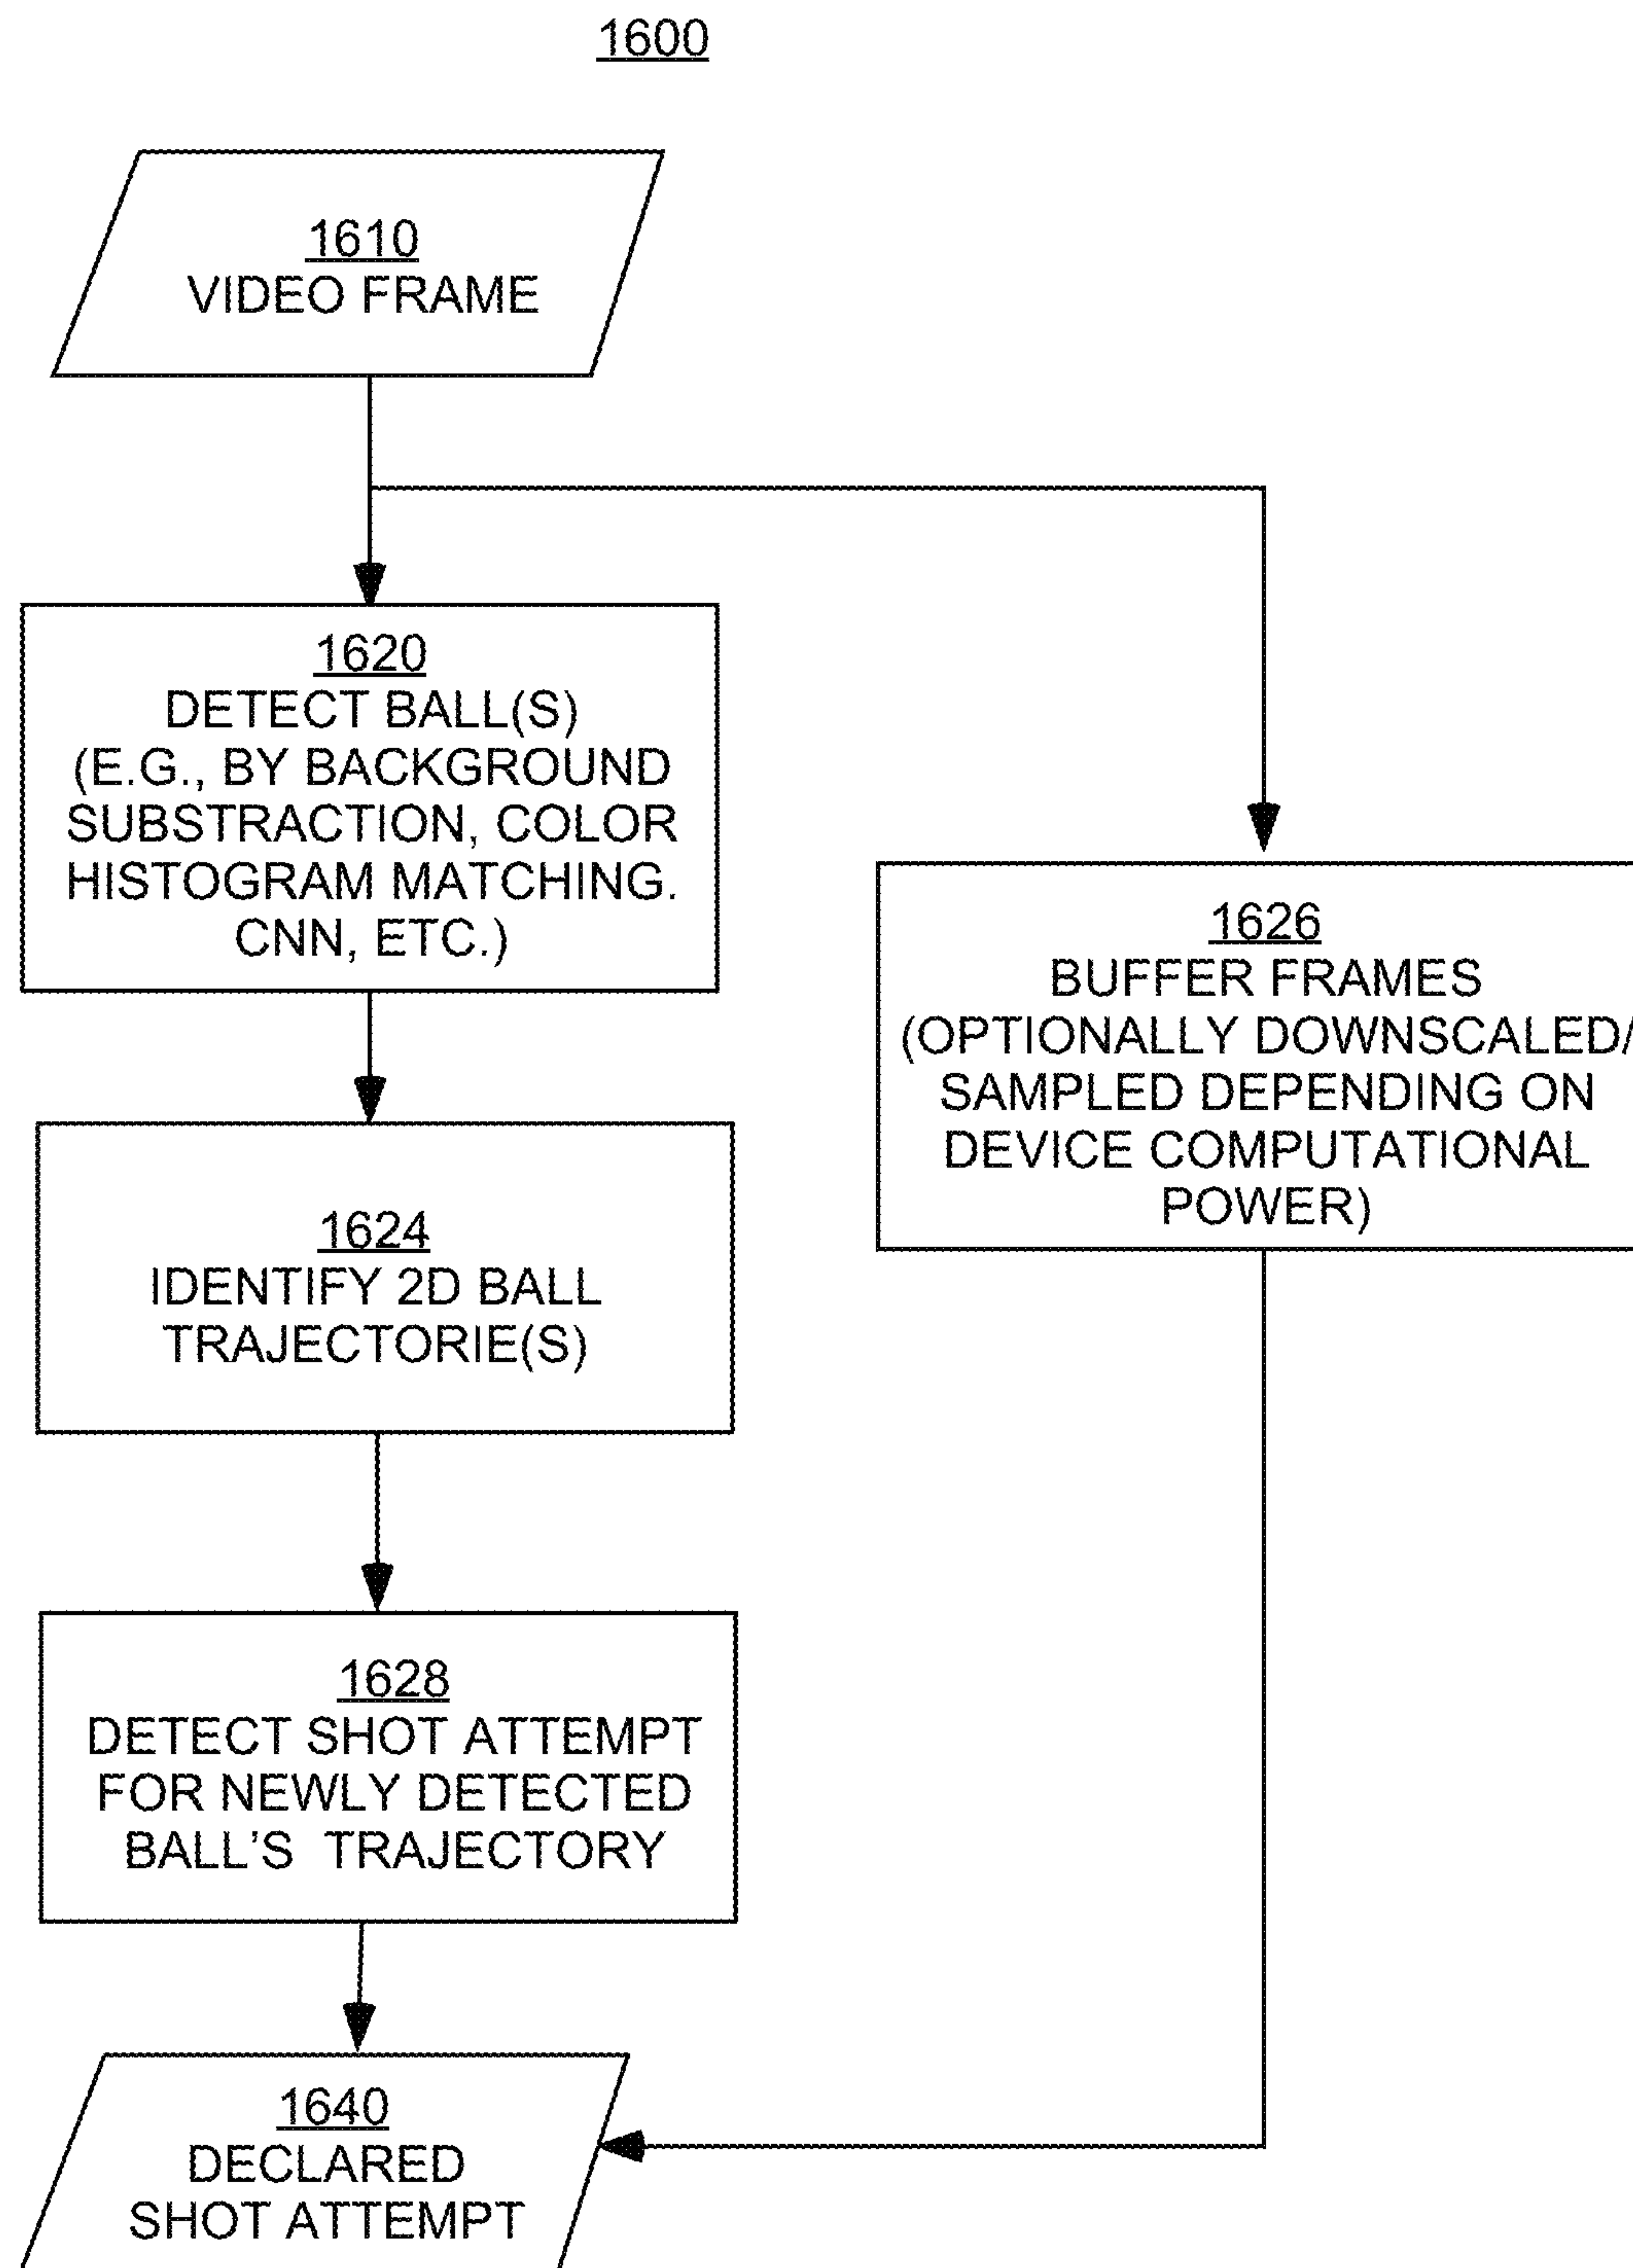 1600
1610
VIDEO FRAME
1620
DETECT BALL(S)
(E.G., BY BACKGROUND
SUBSTRACTION, COLOR
HISTOGRAM MATCHING.
CNN, ETC.)
1626
BUFFER FRAMES
(OPTIONALLY DOWNSCALED/
SAMPLED DEPENDING ON
DEVICE COMPUTATIONAL
POWER)
1624
IDENTIFY 2D BALL
TRAJECTORIE(S)
1628
DETECT SHOT ATTEMPT
FOR NEWLY DETECTED
BALL'S TRAJECTORY
1640
DECLARED
SHOT ATTEMPT